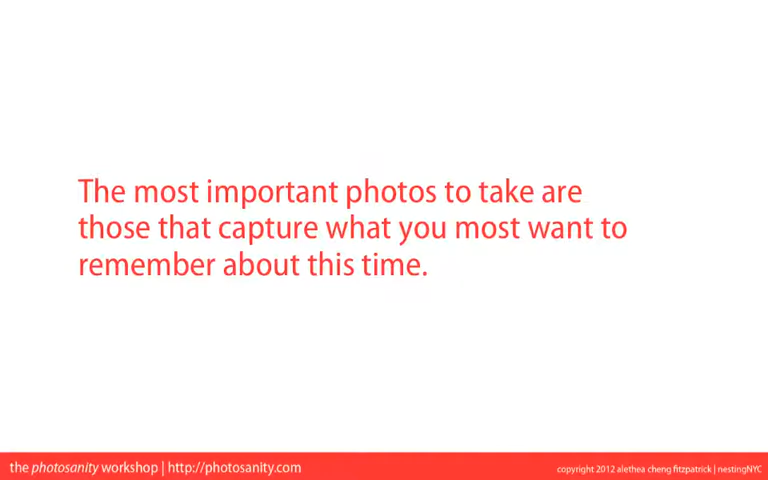 The most important photos to take are
those that capture what you most want to
remember about this time.
the photosanity workshop | http://photosanity.com
copyright 2012 alethea cheng fitzpatrick | nestingNYC